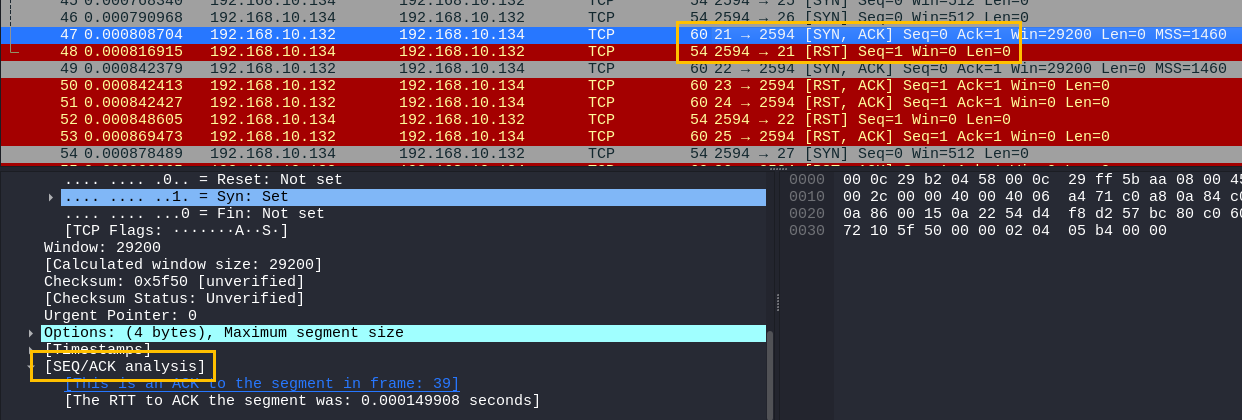 45 0.000768340 192.168.10.134 192.168.10.132 TCP 54 2594 → 25 [SYN] Seq=0 Win=512 Len=0
46 0.000790968 192.168.10.134 192.168.10.132 TCP 54 2594 → 26 [SYN] Seq=0 Win=512 Len=0
47 0.000808704 192.168.10.132 192.168.10.134 TCP 60 21 → 2594 [SYN, ACK] Seq=0 Ack=1 Win=29200 Len=0 MSS=1460
48 0.000816915 192.168.10.134 192.168.10.132 TCP 54 2594 → 21 [RST] Seq=1 Win=0 Len=0
49 0.000842379 192.168.10.132 192.168.10.134 TCP 60 22 → 2594 [SYN, ACK] Seq=0 Ack=1 Win=29200 Len=0 MSS=1460
50 0.000842413 192.168.10.132 192.168.10.134 TCP 60 23 → 2594 [RST, ACK] Seq=1 Ack=1 Win=0 Len=0
51 0.000842427 192.168.10.132 192.168.10.134 TCP 60 24 → 2594 [RST, ACK] Seq=1 Ack=1 Win=0 Len=0
52 0.000848605 192.168.10.134 192.168.10.132 TCP 54 2594 → 22 [RST] Seq=1 Win=0 Len=0
53 0.000869473 192.168.10.132 192.168.10.134 TCP 60 25 → 2594 [RST, ACK] Seq=1 Ack=1 Win=0 Len=0
54 0.000878489 192.168.10.134 192.168.10.132 TCP 54 2594 → 27 [SYN] Seq=0 Win=512 Len=0
.... .... .0.. = Reset: Not set
.... .... ..1. = Syn: Set
.... .... ...0 = Fin: Not set
[TCP Flags: ·······A··S·]
Window: 29200
[Calculated window size: 29200]
Checksum: 0x5f50 [unverified]
[Checksum Status: Unverified]
Urgent Pointer: 0
Options: (4 bytes), Maximum segment size
[Timestamps]
[SEQ/ACK analysis]
[This is an ACK to the segment in frame: 39]
[The RTT to ACK the segment was: 0.000149908 seconds]
0000 00 0c 29 b2 04 58 00 0c 29 ff 5b aa 08 00 45
0010 00 2c 00 00 40 00 40 06 a4 71 c0 a8 0a 84 c0
0020 0a 86 00 15 0a 22 54 d4 f8 d2 57 bc 80 c0 60
0030 72 10 5f 50 00 00 02 04 05 b4 00 00